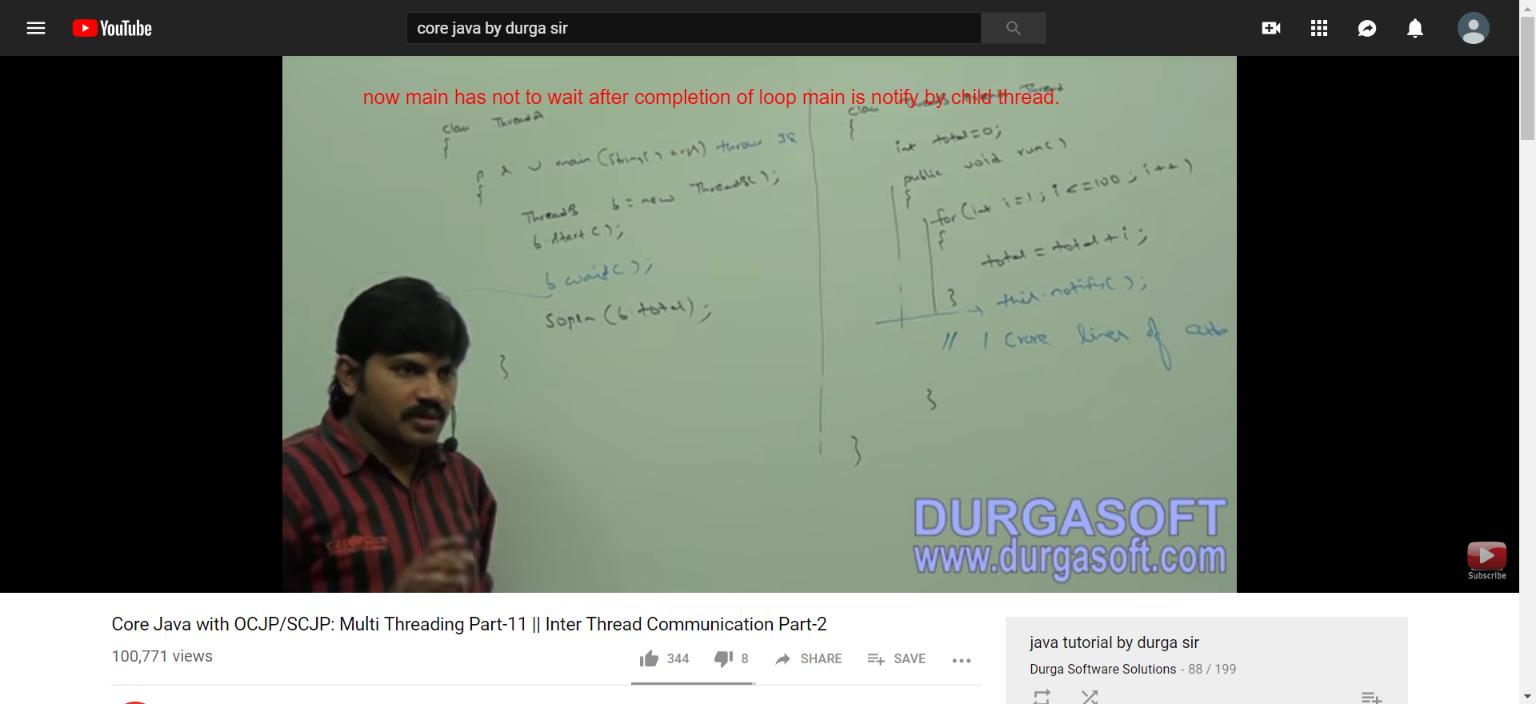 YouTube
core java by durga sir
now main has not to wait after completion of loop main is notify by child thread.
class ThreadA
{
p s v main (String[] args) throws IE
{
ThreadB b = new ThreadB();
b.start();
b.wait();
Sopln (b.total);
}
class ThreadB extends Thread
{
int total=0;
public void run()
{
for (int i=1; i<=100; i++)
{
total = total + i;
}
this.notify();
// 1 Crore lines of code
}
}
DURGASOFT
www.durgasoft.com
Subscribe
Core Java with OCJP/SCJP: Multi Threading Part-11 || Inter Thread Communication Part-2
100,771 views
344
8
SHARE
SAVE
java tutorial by durga sir
Durga Software Solutions - 88 / 199